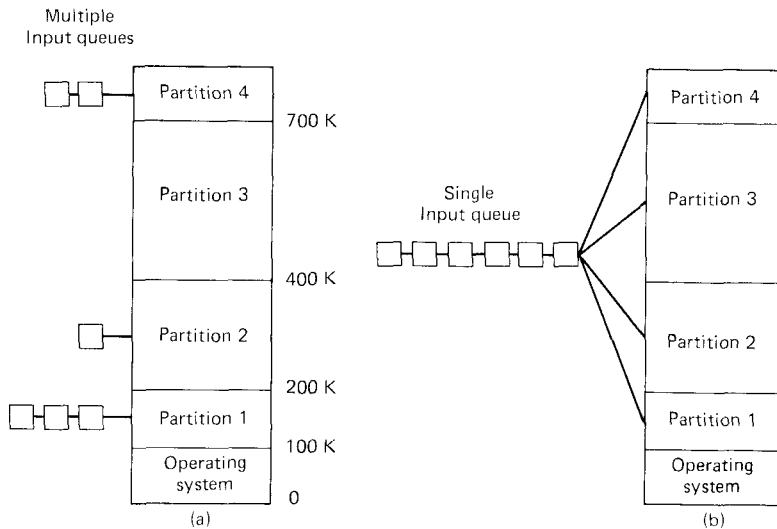 Multiple
Input queues
Partition 4
700 K
Partition 3
400 K
Partition 2
200 K
Partition 1
100 K
Operating
system
0
(a)
Single
Input queue
Partition 4
Partition 3
Partition 2
Partition 1
Operating
system
(b)